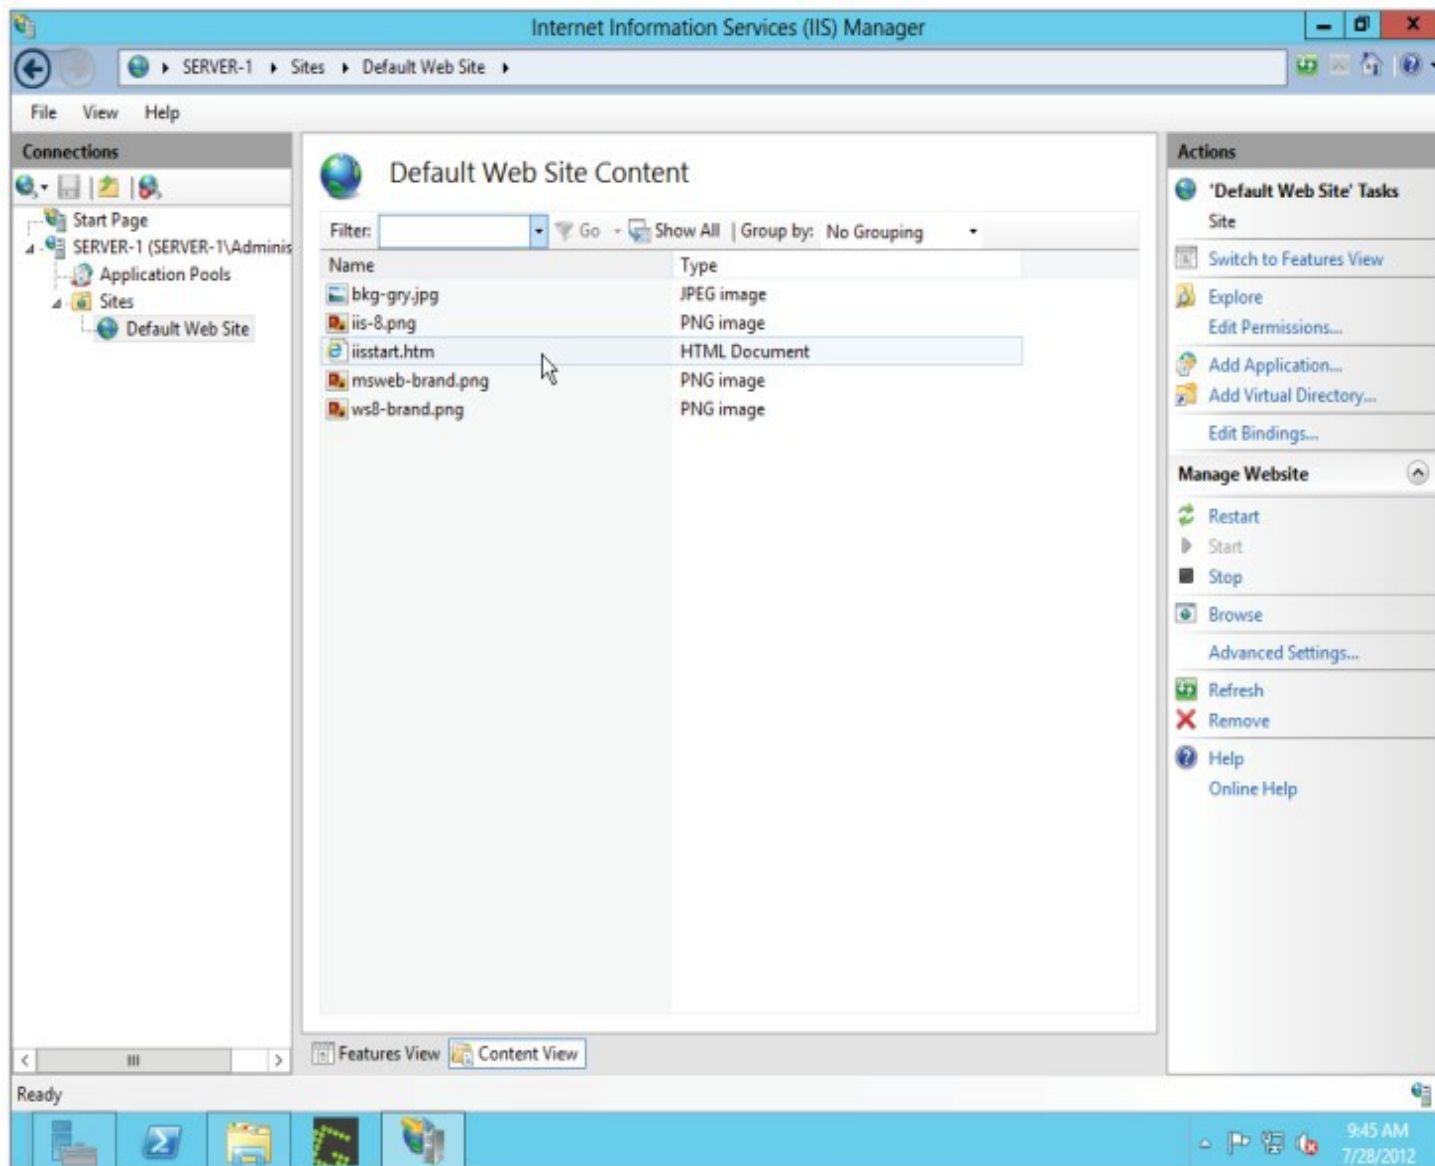 Internet Information Services (IIS) Manager
SERVER-1 Sites Default Web Site
File View Help
Connections
Start Page
SERVER-1 (SERVER-1\Adminis
Application Pools
Sites
Default Web Site
Default Web Site Content
Filter: Go Show All Group by: No Grouping
Name Type
bkg-gry.jpg JPEG image
iis-8.png PNG image
iisstart.htm HTML Document
msweb-brand.png PNG image
ws8-brand.png PNG image
Features View Content View
Actions
'Default Web Site' Tasks
Site
Switch to Features View
Explore
Edit Permissions...
Add Application...
Add Virtual Directory...
Edit Bindings...
Manage Website
Restart
Start
Stop
Browse
Advanced Settings...
Refresh
Remove
Help
Online Help
Ready
9:45 AM
7/28/2012